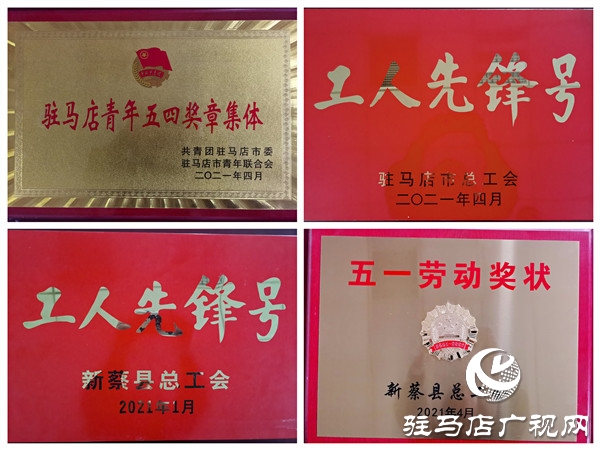 驻马店青年五四奖章集体
共青团驻马店市委
驻马店市青年联合会
二〇二一年四月
工人先锋号
驻马店市总工会
二〇二一年四月
工人先锋号
新蔡县总工会
2021年1月
五一劳动奖状
新蔡县总工
2021年4月
驻马店广视网